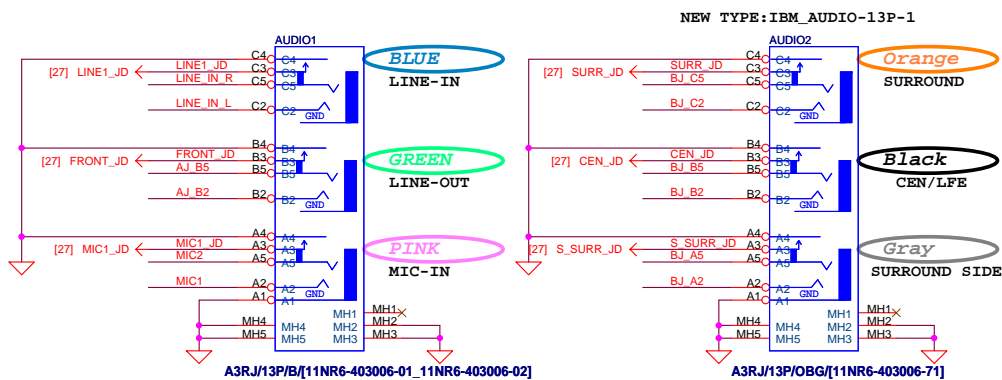 NEW TYPE:IBM_AUDIO-13P-1
AUDIO1
C4 C4
[27] LINE1_JD LINE1_JD C3 C3
LINE_IN_R C5 C5
LINE_IN_L C2 C2
GND
BLUE
LINE-IN
B4 B4
[27] FRONT_JD FRONT_JD B3 B3
AJ_B5 B5 B5
AJ_B2 B2 B2
GND
GREEN
LINE-OUT
A4 A4
[27] MIC1_JD MIC1_JD A3 A3
MIC2 A5 A5
MIC1 A2 A2
GND
A1 A1
PINK
MIC-IN
MH1 MH1
MH4 MH4 MH2 MH2
MH5 MH5 MH3 MH3
A3RJ/13P/B/[11NR6-403006-01_11NR6-403006-02]
AUDIO2
C4 C4
[27] SURR_JD SURR_JD C3 C3
BJ_C5 C5 C5
BJ_C2 C2 C2
GND
Orange
SURROUND
B4 B4
[27] CEN_JD CEN_JD B3 B3
BJ_B5 B5 B5
BJ_B2 B2 B2
GND
Black
CEN/LFE
A4 A4
[27] S_SURR_JD S_SURR_JD A3 A3
BJ_A5 A5 A5
BJ_A2 A2 A2
GND
A1 A1
Gray
SURROUND SIDE
MH1 MH1
MH4 MH4 MH2 MH2
MH5 MH5 MH3 MH3
A3RJ/13P/OBG/[11NR6-403006-71]